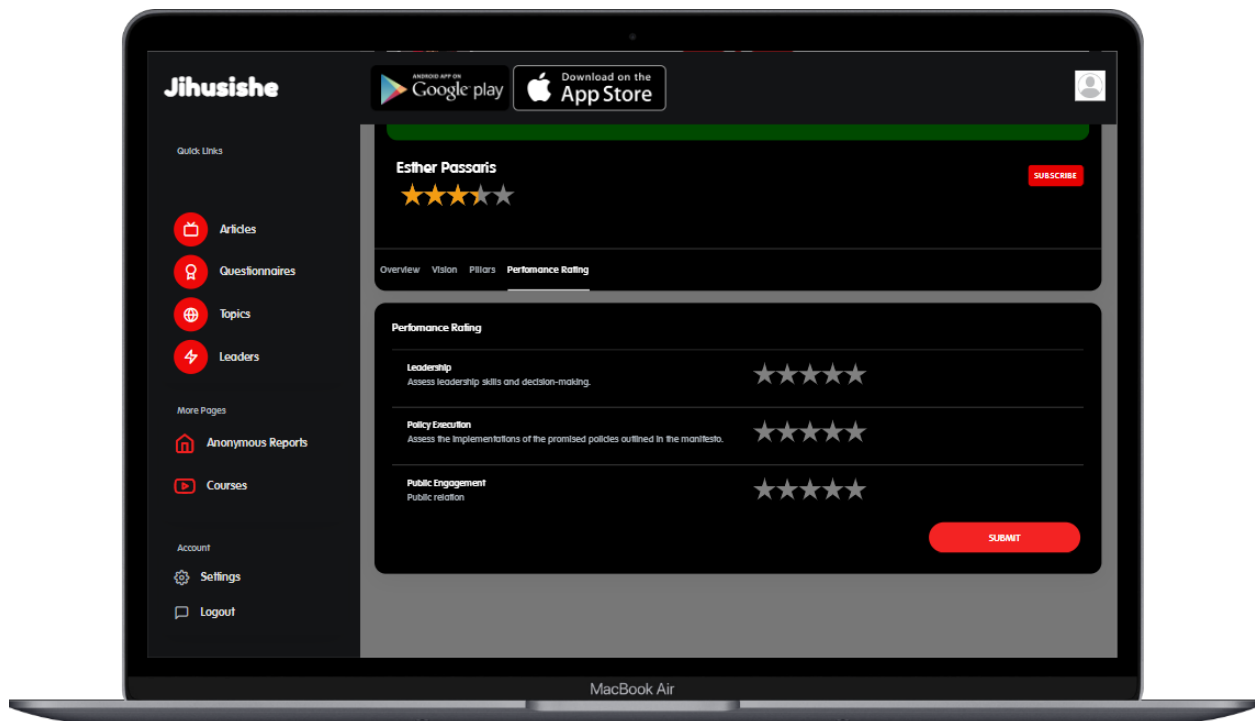 Jihusishe
ANDROID APP ON
Google play
Download on the
App Store
Quick Links
Articles
Questionnaires
Topics
Leaders
More Pages
Anonymous Reports
Courses
Account
Settings
Logout
Esther Passaris
SUBSCRIBE
Overview Vision Pillars Perfomance Rating
Perfomance Rating
Leadership
Assess leadership skills and decision-making.
Policy Execution
Assess the implementations of the promised policies outlined in the manifesto.
Public Engagement
Public relation
SUBMIT
MacBook Air